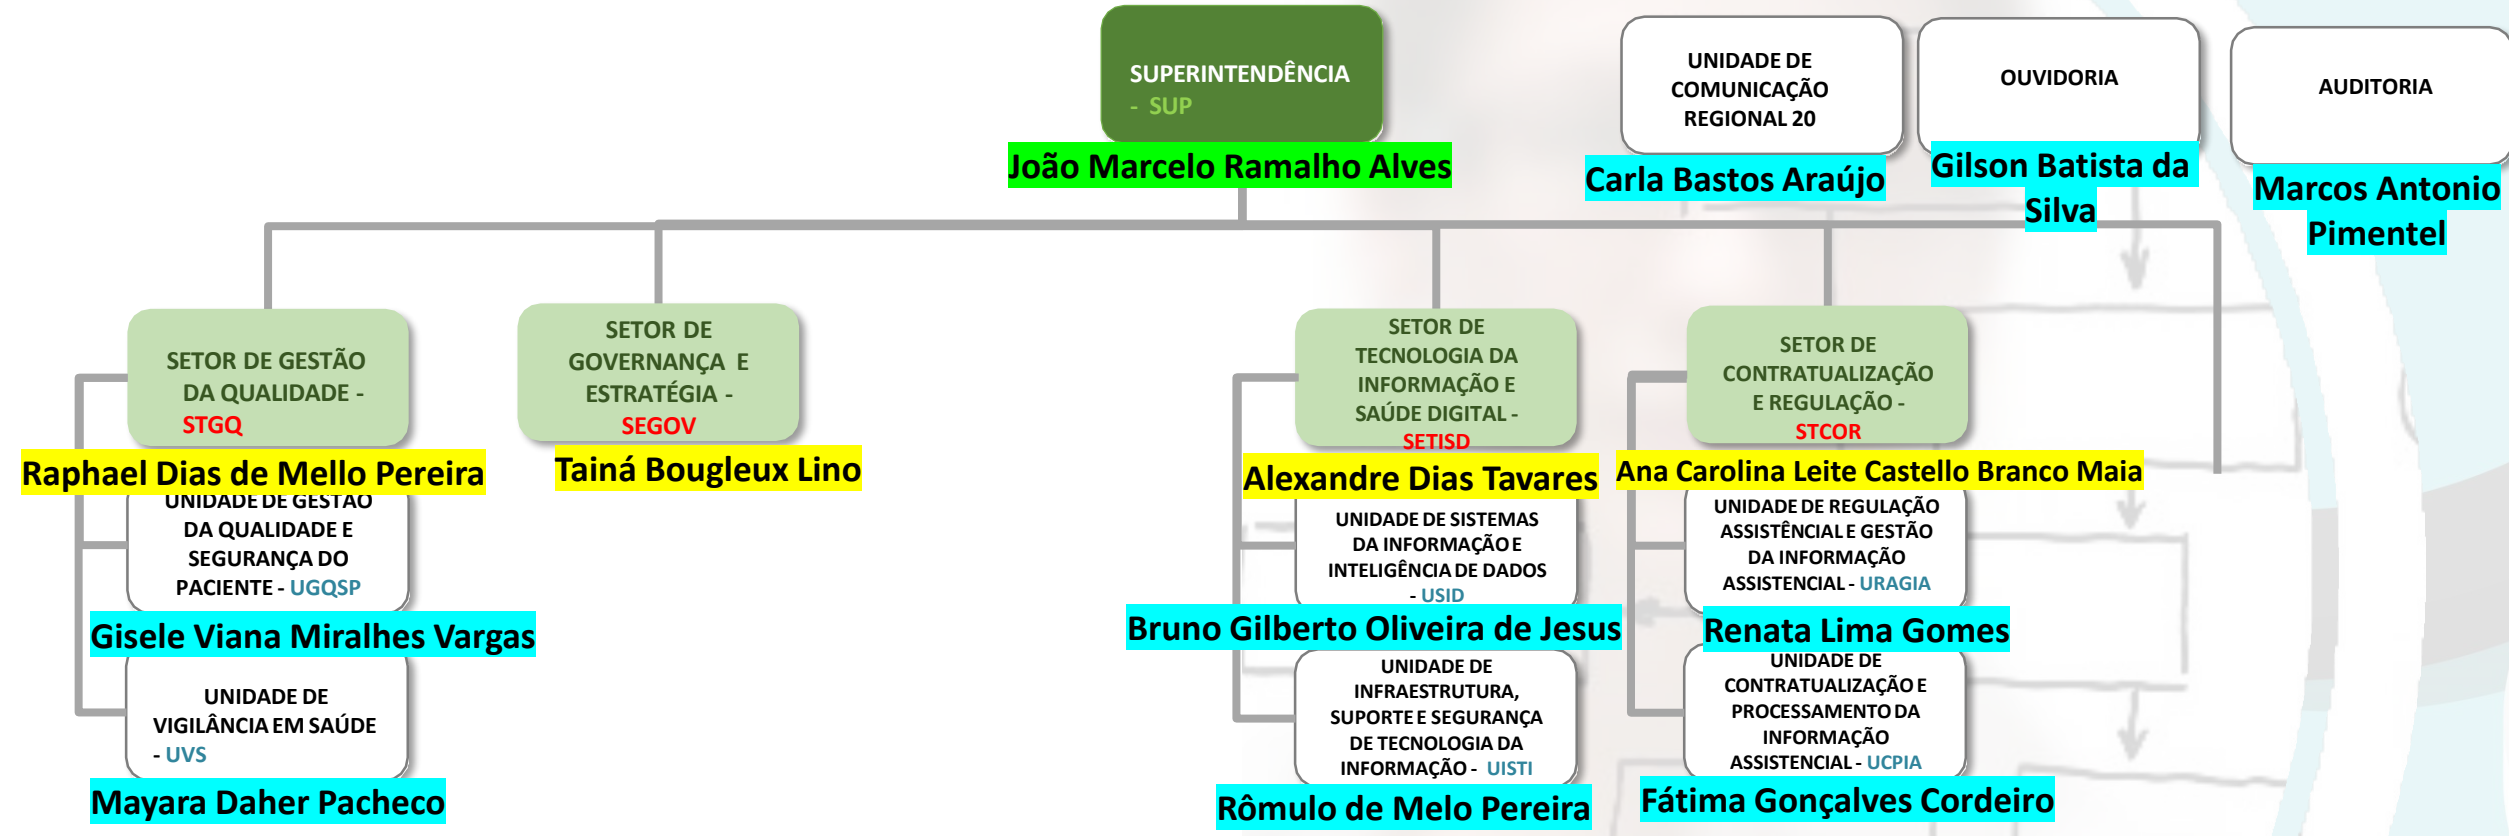 SUPERINTENDÊNCIA
- SUP
João Marcelo Ramalho Alves
UNIDADE DE
COMUNICAÇÃO
REGIONAL 20
Carla Bastos Araújo
OUVIDORIA
Gilson Batista da
Silva
AUDITORIA
Marcos Antonio
Pimentel
SETOR DE GESTÃO
DA QUALIDADE -
STGQ
Raphael Dias de Mello Pereira
UNIDADE DE GESTÃO
DA QUALIDADE E
SEGURANÇA DO
PACIENTE - UGQSP
Gisele Viana Miralhes Vargas
UNIDADE DE
VIGILÂNCIA EM SAÚDE
- UVS
Mayara Daher Pacheco
SETOR DE
GOVERNANÇA E
ESTRATÉGIA -
SEGOV
Tainá Bougleux Lino
SETOR DE
TECNOLOGIA DA
INFORMAÇÃO E
SAÚDE DIGITAL -
SETISD
Alexandre Dias Tavares
UNIDADE DE SISTEMAS
DA INFORMAÇÃO E
INTELIGÊNCIA DE DADOS
- USID
Bruno Gilberto Oliveira de Jesus
UNIDADE DE
INFRAESTRUTURA,
SUPORTE E SEGURANÇA
DE TECNOLOGIA DA
INFORMAÇÃO - UISTI
Rômulo de Melo Pereira
SETOR DE
CONTRATUALIZAÇÃO
E REGULAÇÃO -
STCOR
Ana Carolina Leite Castello Branco Maia
UNIDADE DE REGULAÇÃO
ASSISTÊNCIAL E GESTÃO
DA INFORMAÇÃO
ASSISTENCIAL - URAGIA
Renata Lima Gomes
UNIDADE DE
CONTRATUALIZAÇÃO E
PROCESSAMENTO DA
INFORMAÇÃO
ASSISTENCIAL - UCPIA
Fátima Gonçalves Cordeiro